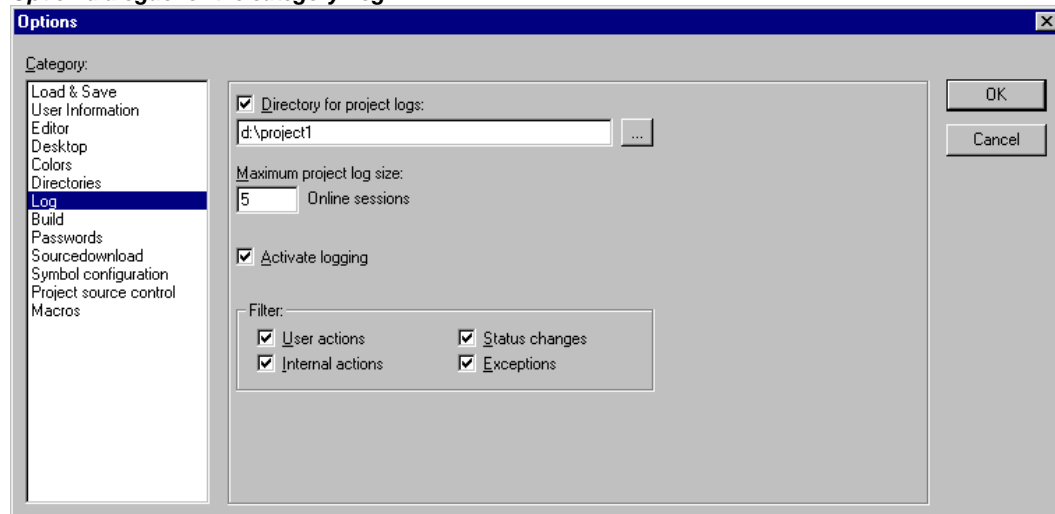 Options
Category:
Load & Save
User Information
Editor
Desktop
Colors
Directories
Log
Build
Passwords
Sourcedownload
Symbol configuration
Project source control
Macros
Directory for project logs:
d:\project1
...
Maximum project log size:
5 Online sessions
Activate logging
Filter:
User actions
Status changes
Internal actions
Exceptions
OK
Cancel